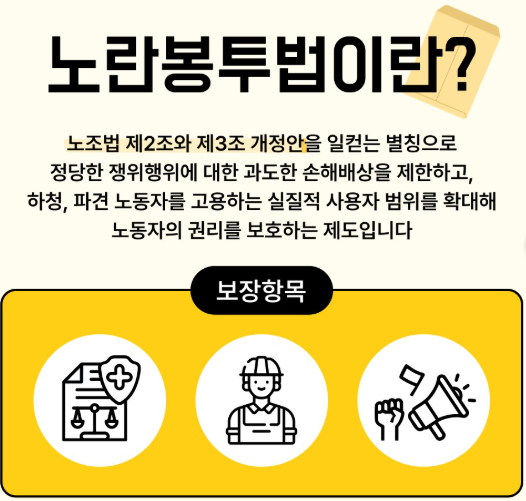 노란봉투법이란?
노조법 제2조와 제3조 개정안을 일컫는 별칭으로
정당한 쟁위행위에 대한 과도한 손해배상을 제한하고,
하청, 파견 노동자를 고용하는 실질적 사용자 범위를 확대해
노동자의 권리를 보호하는 제도입니다
보장항목